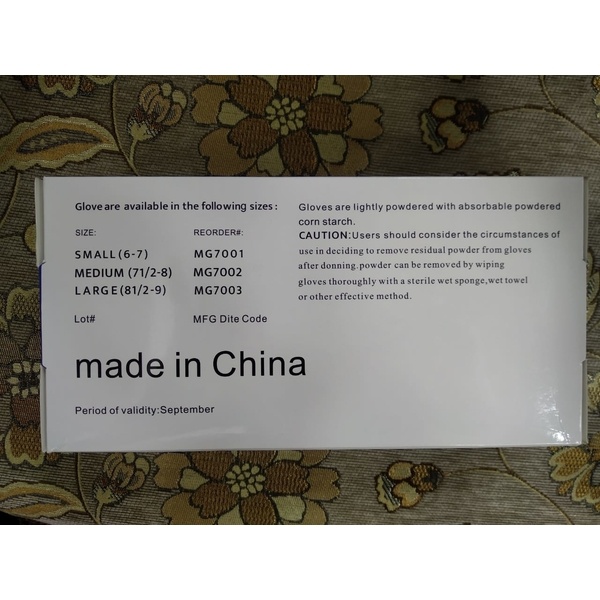 Glove are available in the following sizes :
SIZE: REORDER#:
SMALL (6-7) MG7001
MEDIUM (71/2-8) MG7002
LARGE (81/2-9) MG7003
Lot# MFG Dite Code
made in China
Period of validity:September
Gloves are lightly powdered with absorbable powdered
corn starch.
CAUTION:Users should consider the circumstances of
use in deciding to remove residual powder from gloves
after donning.powder can be removed by wiping
gloves thoroughly with a sterile wet sponge,wet towel
or other effective method.